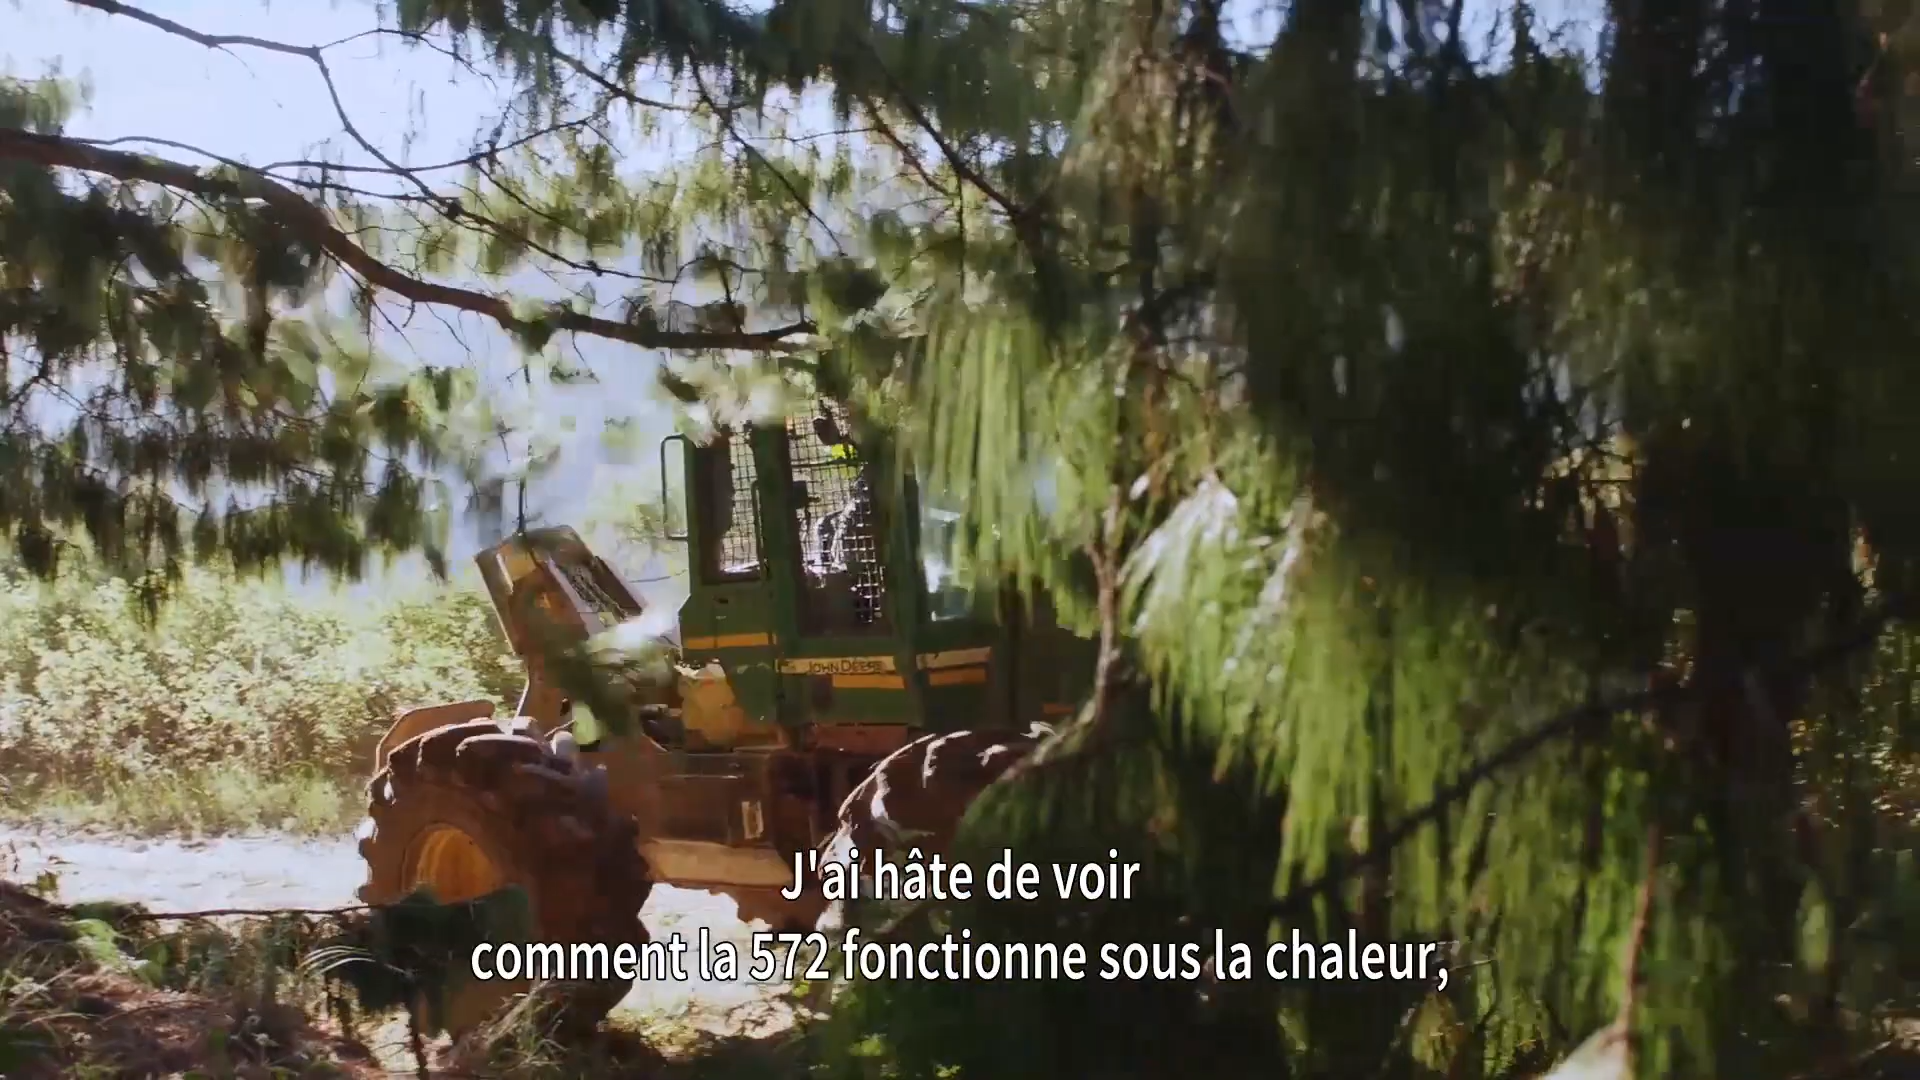 JOHN DEERE
J'ai hâte de voir
comment la 572 fonctionne sous la chaleur,